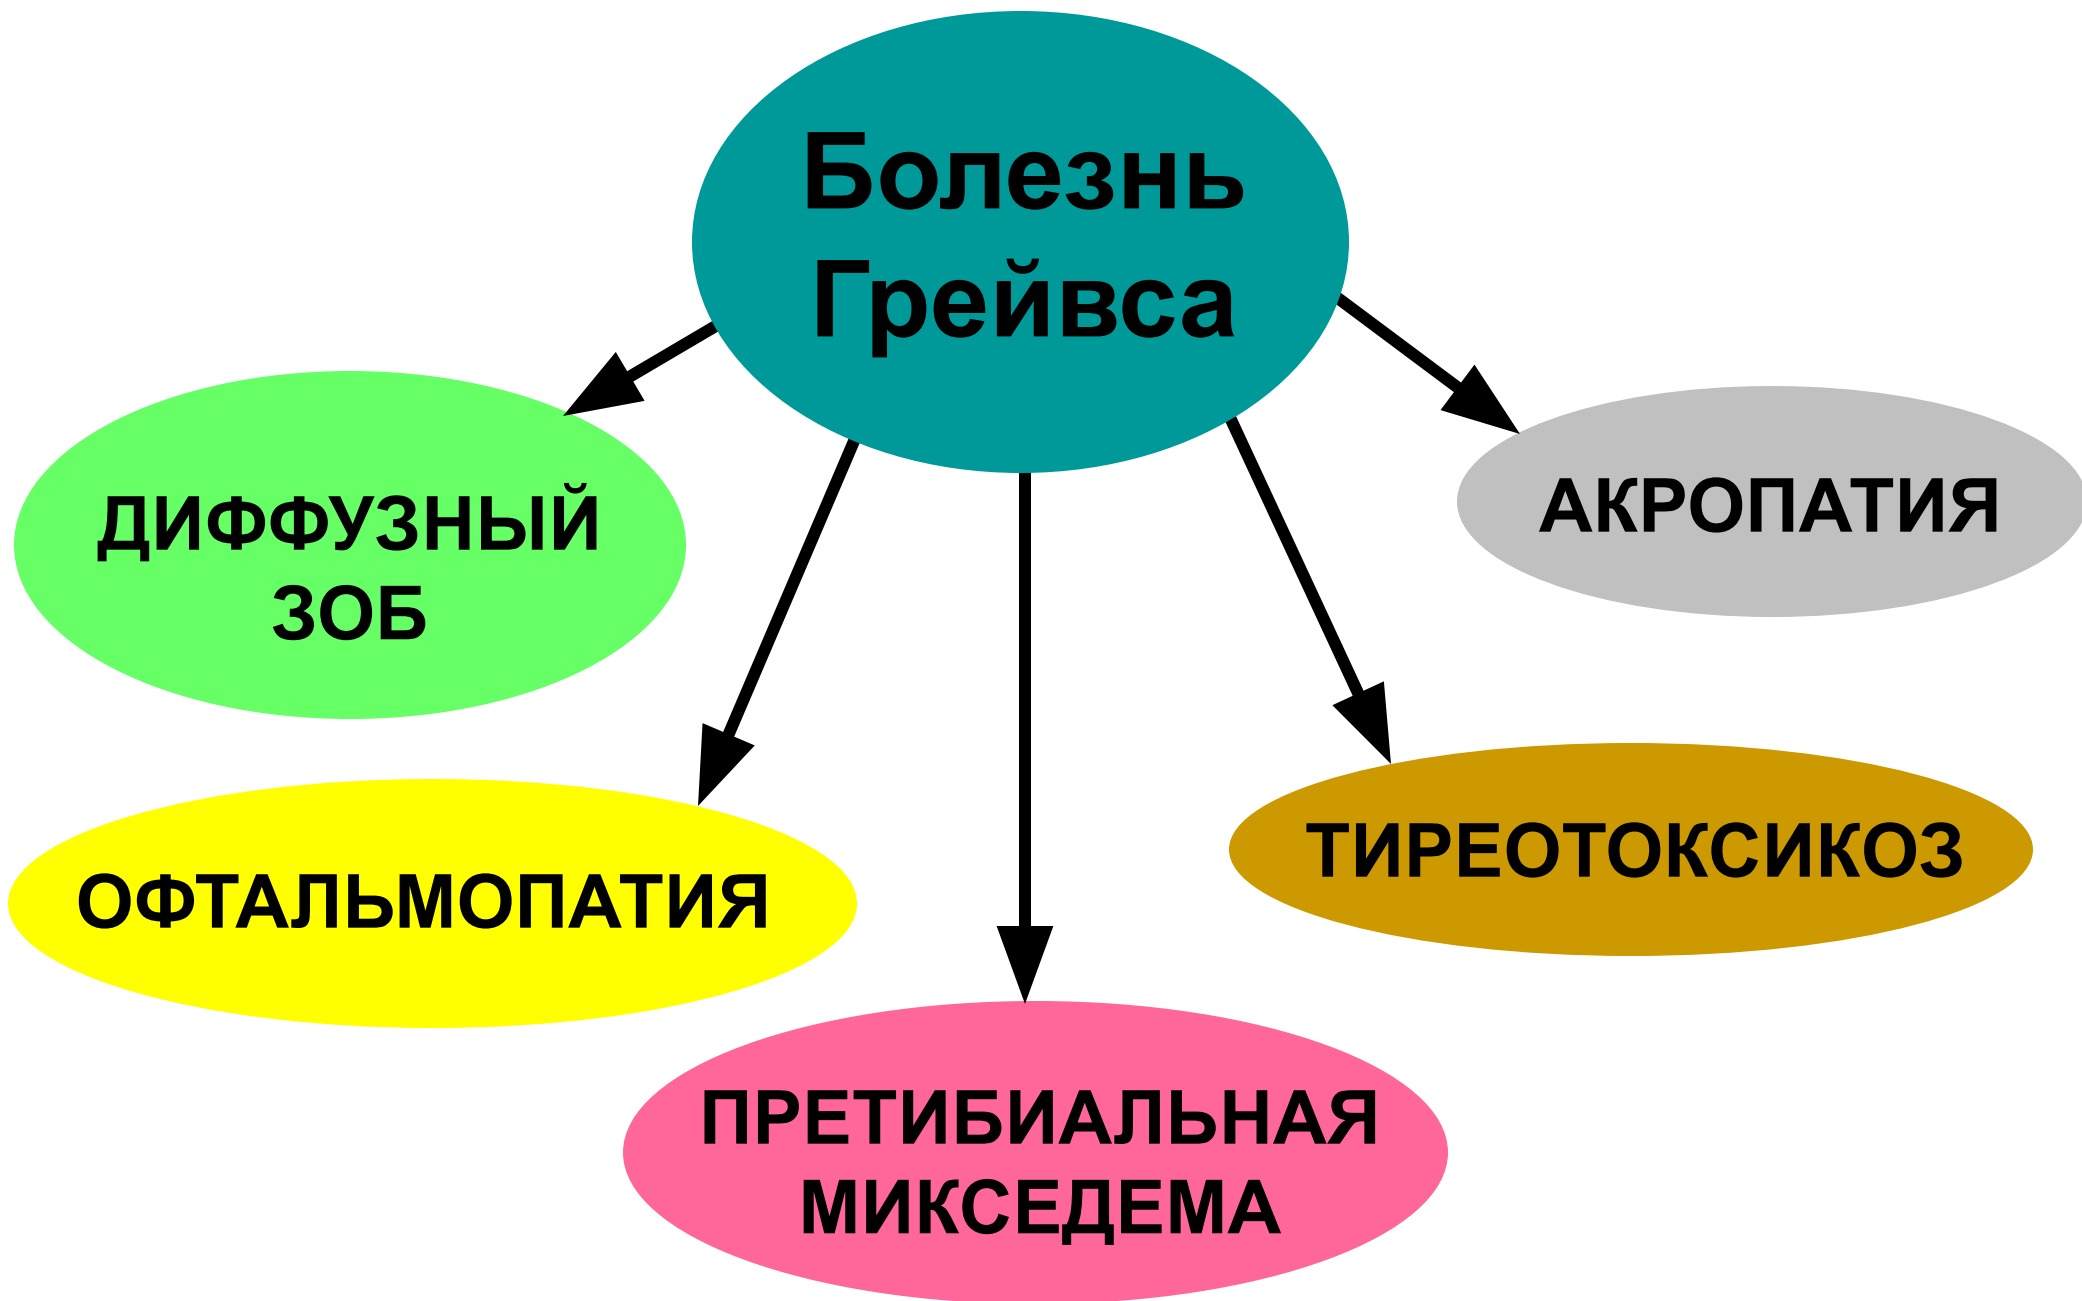 Болезнь
Грейвса
ДИФФУЗНЫЙ
ЗОБ
АКРОПАТИЯ
ОФТАЛЬМОПАТИЯ
ТИРЕОТОКСИКОЗ
ПРЕТИБИАЛЬНАЯ
МИКСЕДЕМА